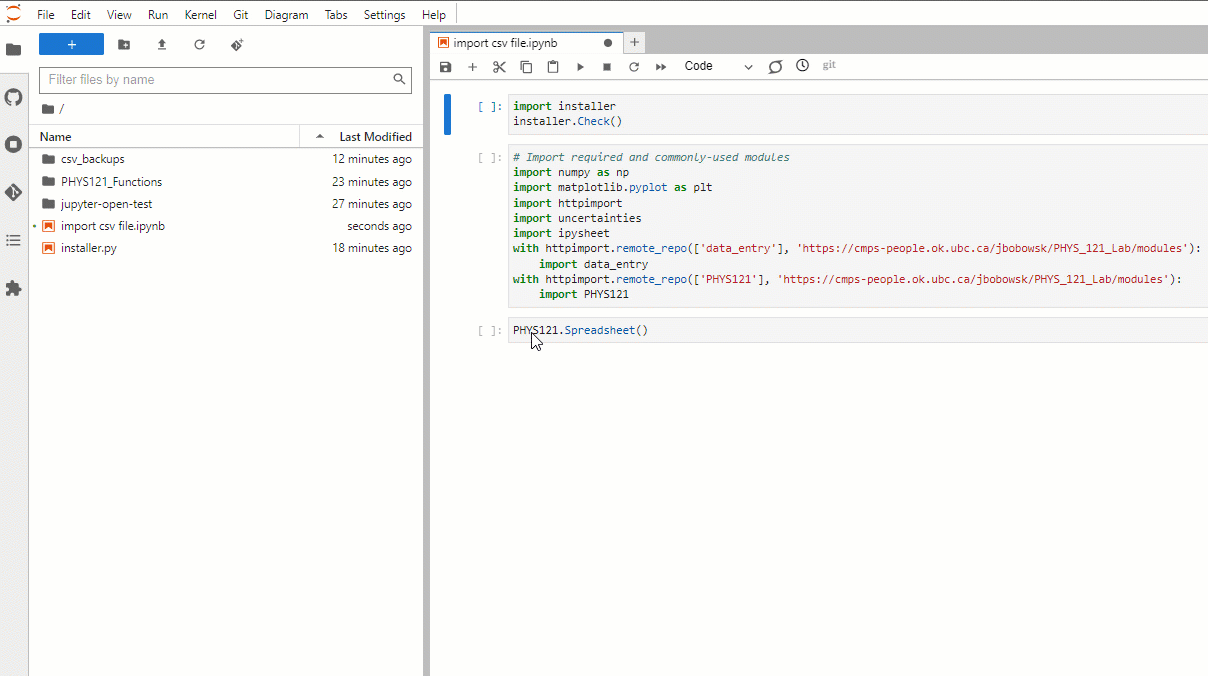 File Edit View Run Kernel Git Diagram Tabs Settings Help
+
Filter files by name
/
Name Last Modified
csv_backups 12 minutes ago
PHYS121_Functions 23 minutes ago
jupyter-open-test 27 minutes ago
import csv file.ipynb seconds ago
installer.py 18 minutes ago
import csv file.ipynb
Code git
[ ]: import installer
installer.Check()
[ ]: # Import required and commonly-used modules
import numpy as np
import matplotlib.pyplot as plt
import httpimport
import uncertainties
import ipysheet
with httpimport.remote_repo(['data_entry'], 'https://cmps-people.ok.ubc.ca/jbobowsk/PHYS_121_Lab/modules'):
import data_entry
with httpimport.remote_repo(['PHYS121'], 'https://cmps-people.ok.ubc.ca/jbobowsk/PHYS_121_Lab/modules'):
import PHYS121
[ ]: PHYS121.Spreadsheet()